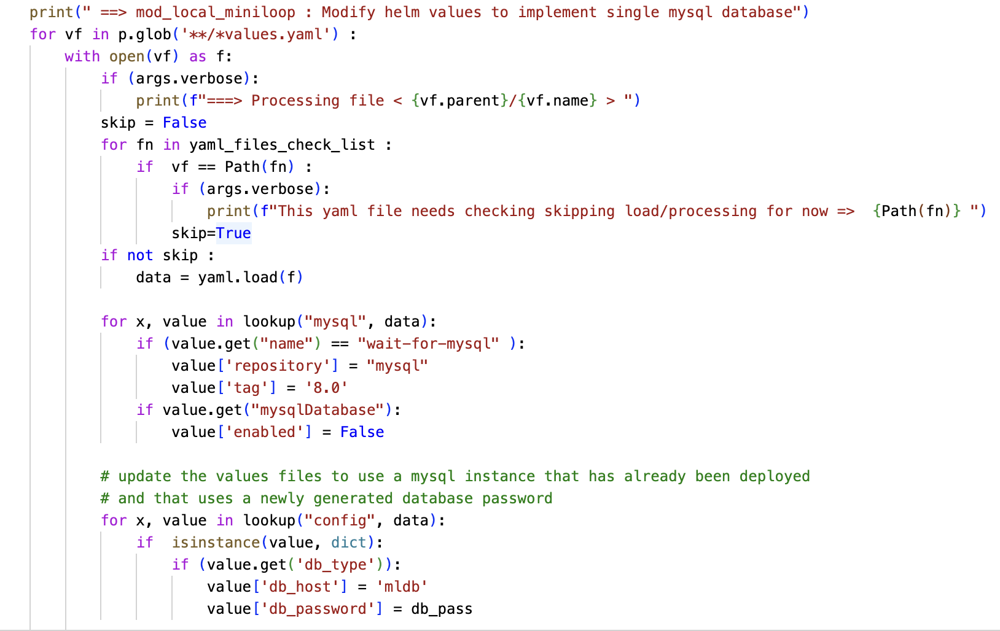 print(" ==> mod_local_miniloop : Modify helm values to implement single mysql database")
for vf in p.glob('**/*values.yaml') :
    with open(vf) as f:
        if (args.verbose):
            print(f"===> Processing file < {vf.parent}/{vf.name} > ")
        skip = False
        for fn in yaml_files_check_list :
            if  vf == Path(fn) :
                if (args.verbose):
                    print(f"This yaml file needs checking skipping load/processing for now =>  {Path(fn)} ")
                skip=True
        if not skip :
            data = yaml.load(f)

        for x, value in lookup("mysql", data):
            if (value.get("name") == "wait-for-mysql" ):
                value['repository'] = "mysql"
                value['tag'] = '8.0'
            if value.get("mysqlDatabase"):
                value['enabled'] = False

        # update the values files to use a mysql instance that has already been deployed
        # and that uses a newly generated database password
        for x, value in lookup("config", data):
            if  isinstance(value, dict):
                if (value.get('db_type')):
                    value['db_host'] = 'mldb'
                    value['db_password'] = db_pass